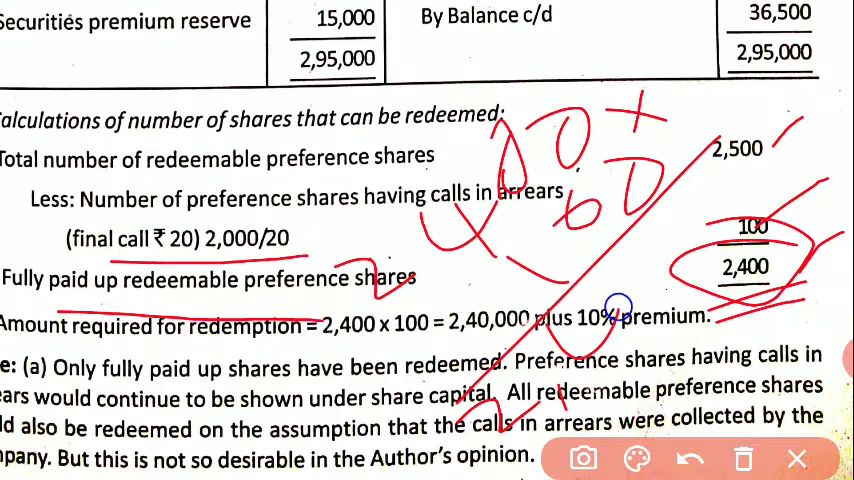 Securities premium reserve 15,000 By Balance c/d 36,500
2,95,000 2,95,000
alculations of number of shares that can be redeemed:
Total number of redeemable preference shares 2,500
Less: Number of preference shares having calls in arrears
(final call ₹ 20) 2,000/20 100
Fully paid up redeemable preference shares 2,400
Amount required for redemption = 2,400 x 100 = 2,40,000 plus 10% premium.
e: (a) Only fully paid up shares have been redeemed. Preference shares having calls in
ears would continue to be shown under share capital. All redeemable preference shares
ld also be redeemed on the assumption that the calls in arrears were collected by the
mpany. But this is not so desirable in the Author's opinion.